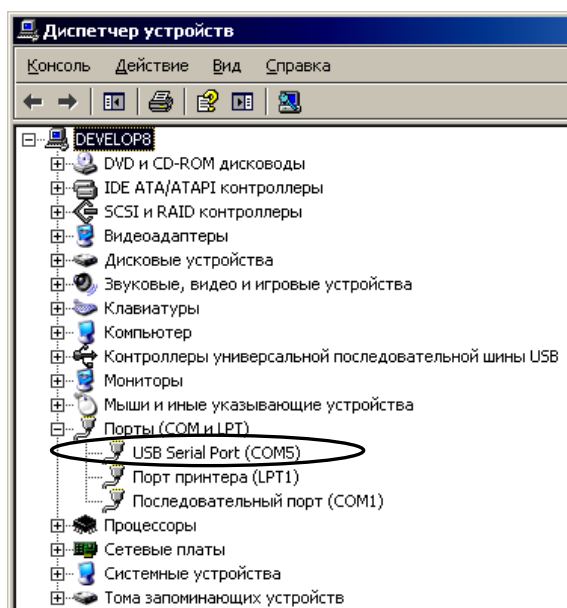 Диспетчер устройств
Консоль Действие Вид Справка
DEVELOP8
DVD и CD-ROM дисководы
IDE ATA/ATAPI контроллеры
SCSI и RAID контроллеры
Видеоадаптеры
Дисковые устройства
Звуковые, видео и игровые устройства
Клавиатуры
Компьютер
Контроллеры универсальной последовательной шины USB
Мониторы
Мыши и иные указывающие устройства
Порты (COM и LPT)
USB Serial Port (COM5)
Порт принтера (LPT1)
Последовательный порт (COM1)
Процессоры
Сетевые платы
Системные устройства
Тома запоминающих устройств